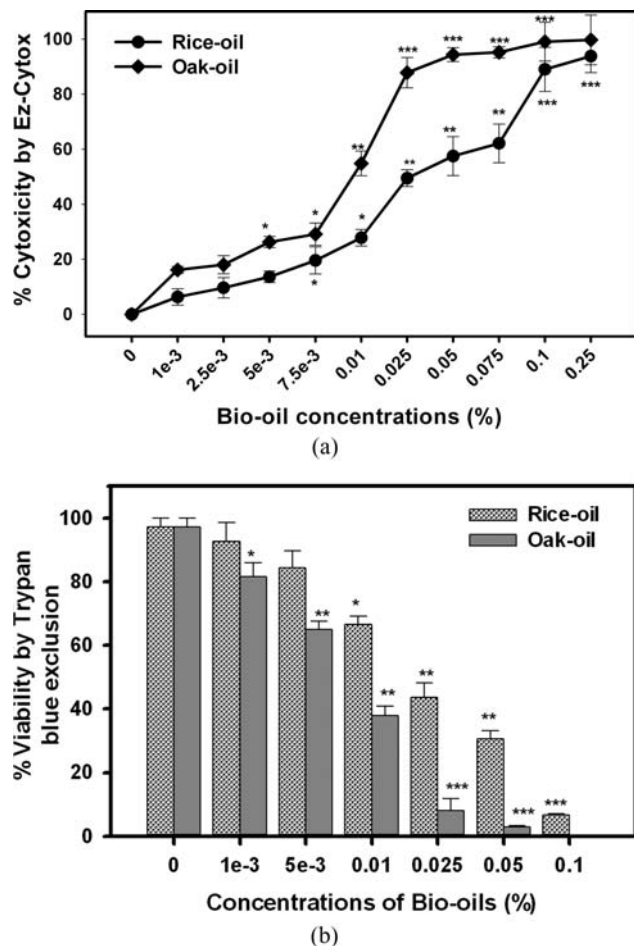 Rice-oil
Oak-oil
% Cytoxicity by Ez-Cytox
100
80
60
40
20
0
* * ** *** *** *** ***
* * ** ** ** *** ***
0 1e-3 2.5e-3 5e-3 7.5e-3 0.01 0.025 0.05 0.075 0.1 0.25
Bio-oil concentrations (%)
(a)
Rice-oil
Oak-oil
% Viability by Trypan
blue exclusion
100
80
60
40
20
0
* ** * ** ** *** ** *** ***
0 1e-3 5e-3 0.01 0.025 0.05 0.1
Concentrations of Bio-oils (%)
(b)